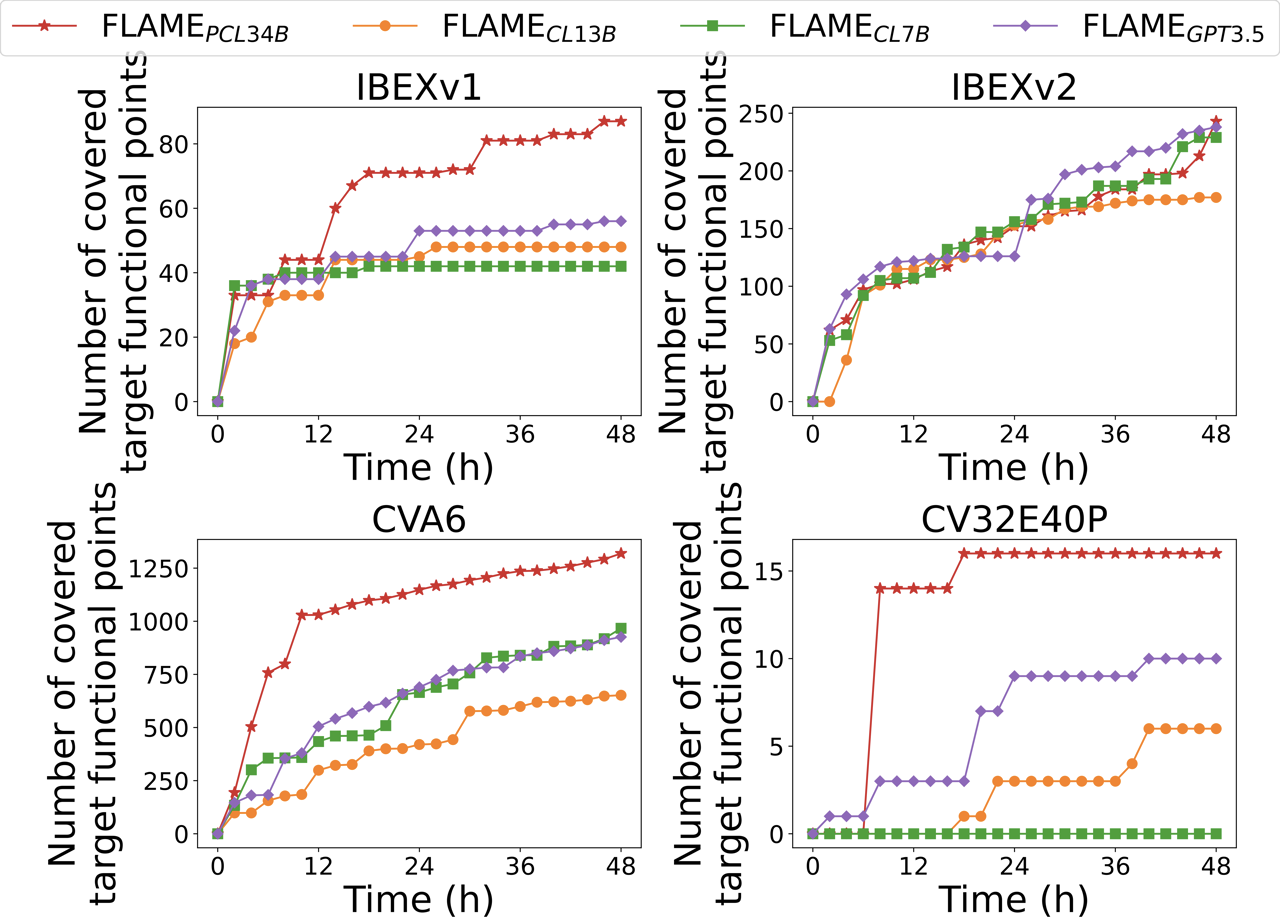 FLAME_PCL34B FLAME_CL13B FLAME_CL7B FLAME_GPT3.5
IBEXv1
Number of covered
target functional points
80
60
40
20
0
0 12 24 36 48
Time (h)
IBEXv2
Number of covered
target functional points
250
200
150
100
50
0
0 12 24 36 48
Time (h)
CVA6
Number of covered
target functional points
1250
1000
750
500
250
0
0 12 24 36 48
Time (h)
CV32E40P
Number of covered
target functional points
15
10
5
0
0 12 24 36 48
Time (h)